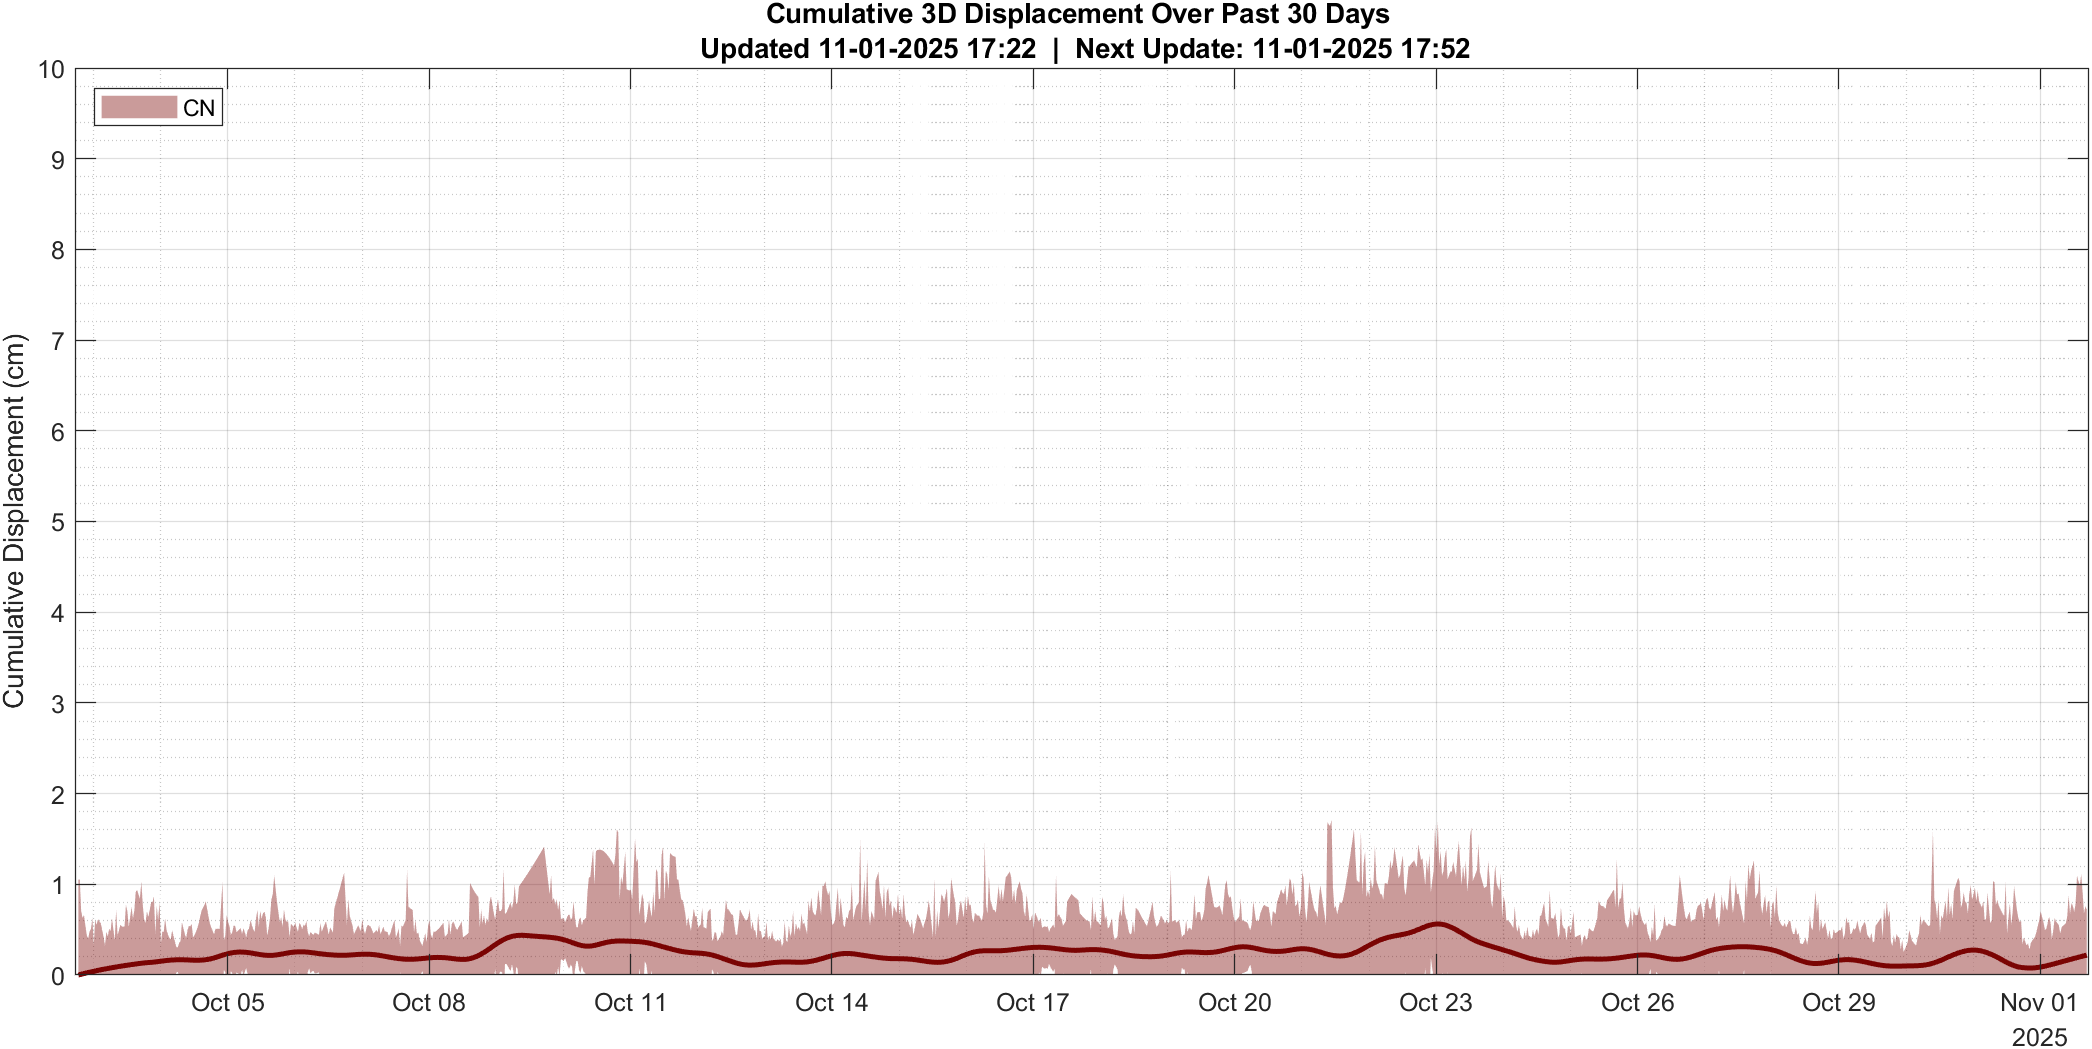 Cumulative 3D Displacement Over Past 30 Days
Updated 11-01-2025 17:22 | Next Update: 11-01-2025 17:52
CN
Cumulative Displacement (cm)
10
9
8
7
6
5
4
3
2
1
0
Oct 05
Oct 08
Oct 11
Oct 14
Oct 17
Oct 20
Oct 23
Oct 26
Oct 29
Nov 01
2025